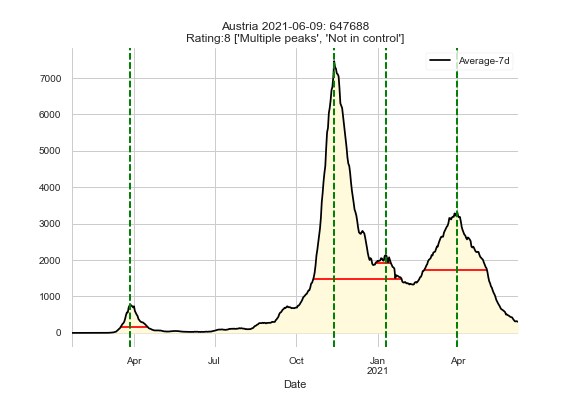 Austria 2021-06-09: 647688
Rating:8 ['Multiple peaks', 'Not in control']
Average-7d
7000
6000
5000
4000
3000
2000
1000
0
Apr
Jul
Oct
Jan
2021
Apr
Date